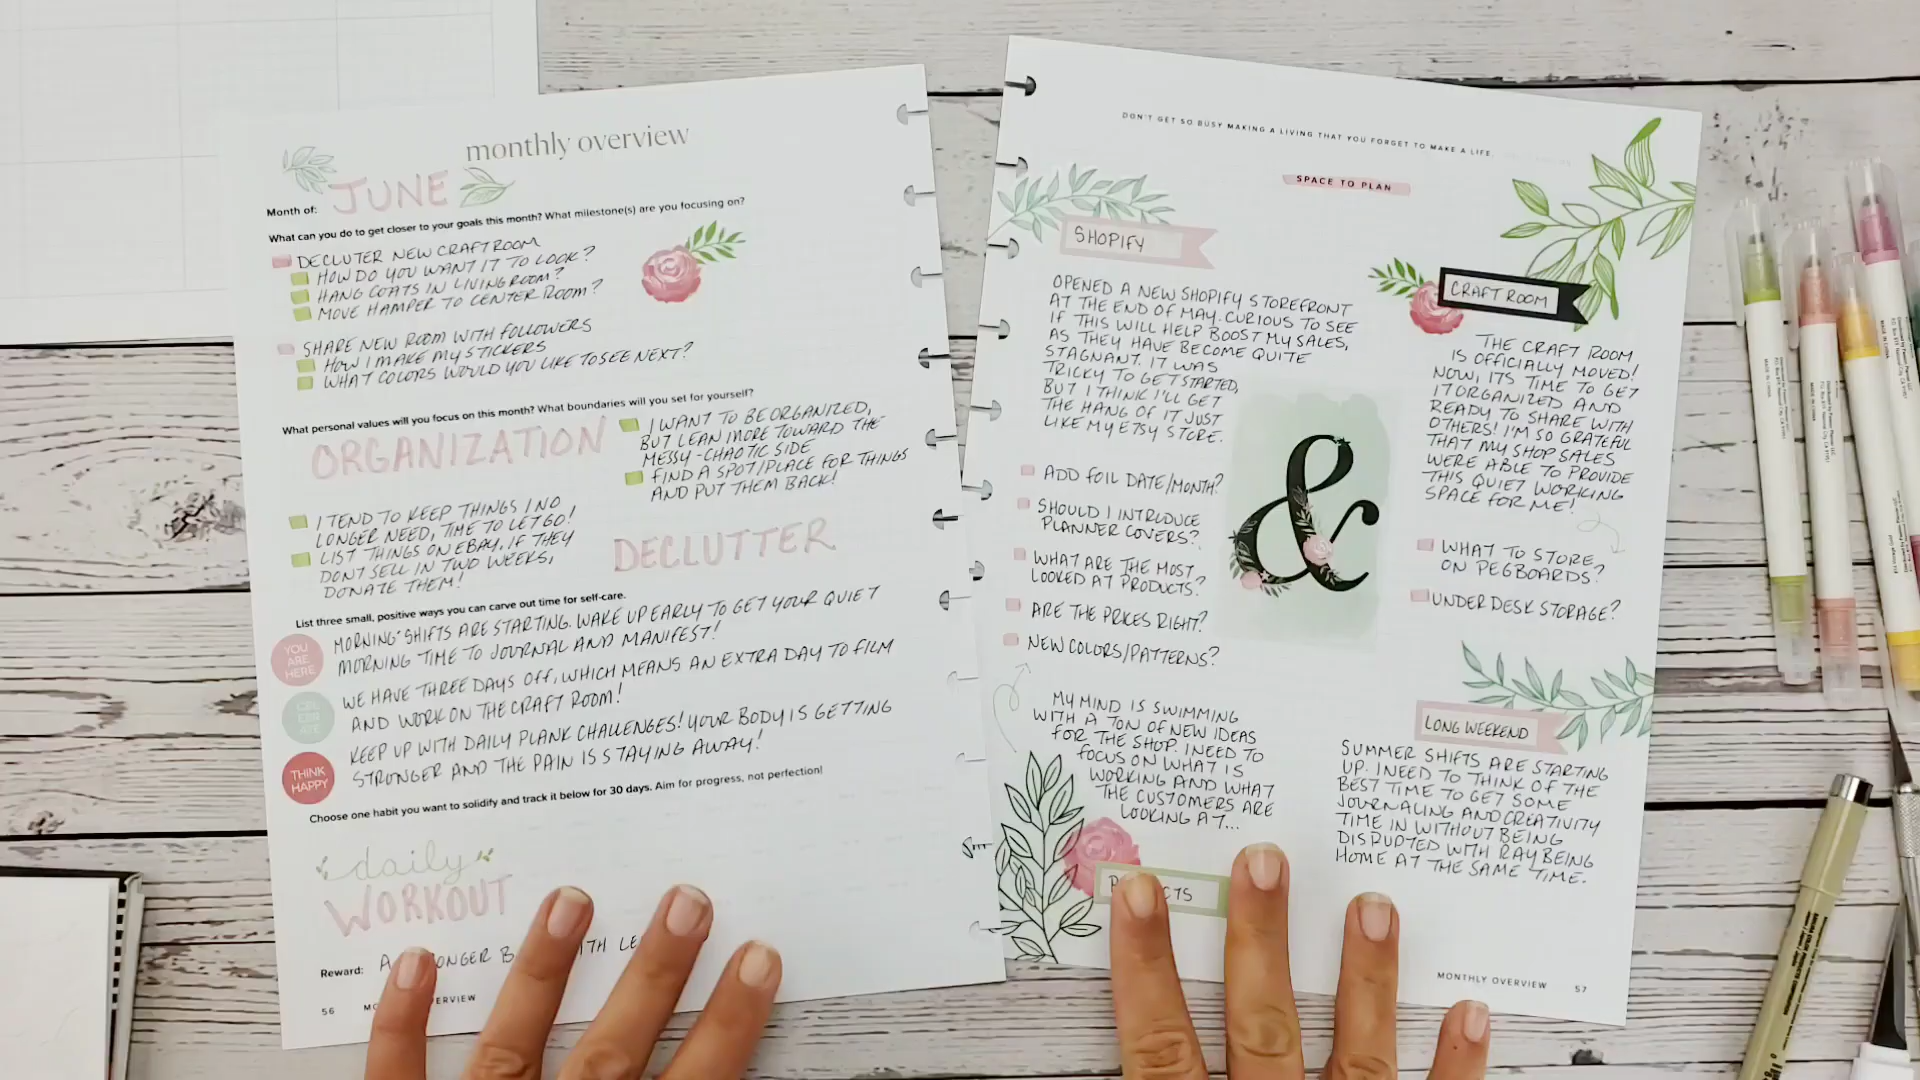 monthly overview
Month of: JUNE
What can you do to get closer to your goals this month? What milestone(s) are you focusing on?
DECLUTER NEW CRAFT ROOM
HOW DO YOU WANT IT TO LOOK?
HANG COATS IN LIVING ROOM?
MOVE HAMPER TO CENTER ROOM?
SHARE NEW ROOM WITH FOLLOWERS
HOW I MAKE MY STICKERS
WHAT COLORS WOULD YOU LIKE TO SEE NEXT?
What personal values will you focus on this month? What boundaries will you set for yourself?
ORGANIZATION
I WANT TO BE ORGANIZED,
BUT LEAN MORE TOWARD THE
MESSY-CHAOTIC SIDE
FIND A SPOT/PLACE FOR THINGS
AND PUT THEM BACK!
I TEND TO KEEP THINGS I NO
LONGER NEED, TIME TO LET GO!
LIST THINGS ON EBAY. IF THEY
DONT SELL IN TWO WEEKS,
DONATE THEM!
DECLUTTER
List three small, positive ways you can carve out time for self-care.
YOU
ARE
HERE
MORNING SHIFTS ARE STARTING. WAKE UP EARLY TO GET YOUR QUIET
MORNING TIME TO JOURNAL AND MANIFEST!
CEL
EBR
ATE
WE HAVE THREE DAYS OFF, WHICH MEANS AN EXTRA DAY TO FILM
AND WORK ON THE CRAFT ROOM!
THINK
HAPPY
KEEP UP WITH DAILY PLANK CHALLENGES! YOUR BODY IS GETTING
STRONGER AND THE PAIN IS STAYING AWAY!
Choose one habit you want to solidify and track it below for 30 days. Aim for progress, not perfection!
daily
WORKOUT
Reward: A
56
DON'T GET SO BUSY MAKING A LIVING THAT YOU FORGET TO MAKE A LIFE.
SPACE TO PLAN
SHOPIFY
OPENED A NEW SHOPIFY STOREFRONT
AT THE END OF MAY. CURIOUS TO SEE
IF THIS WILL HELP BOOST MY SALES,
AS THEY HAVE BECOME QUITE
STAGNANT. IT WAS
TRICKY TO GET STARTED,
BUT I THINK I'LL GET
THE HANG OF IT JUST
LIKE MY ETSY STORE.
ADD FOIL DATE/MONTH?
SHOULD I INTRODUCE
PLANNER COVERS?
WHAT ARE THE MOST
LOOKED AT PRODUCTS?
ARE THE PRICES RIGHT?
NEW COLORS/PATTERNS?
MY MIND IS SWIMMING
WITH A TON OF NEW IDEAS
FOR THE SHOP. I NEED TO
FOCUS ON WHAT IS
WORKING AND WHAT
THE CUSTOMERS ARE
LOOKING AT...
&
CRAFT ROOM
THE CRAFT ROOM
IS OFFICIALLY MOVED!
NOW, ITS TIME TO GET
IT ORGANIZED AND
READY TO SHARE WITH
OTHERS! I'M SO GRATEFUL
THAT MY SHOP SALES
WERE ABLE TO PROVIDE
THIS QUIET WORKING
SPACE FOR ME!
WHAT TO STORE
ON PEGBOARDS?
UNDER DESK STORAGE?
LONG WEEKEND
SUMMER SHIFTS ARE STARTING
UP. I NEED TO THINK OF THE
BEST TIME TO GET SOME
JOURNALING AND CREATIVITY
TIME IN WITHOUT BEING
DISRUPTED WITH RAY BEING
HOME AT THE SAME TIME.
MONTHLY OVERVIEW 57